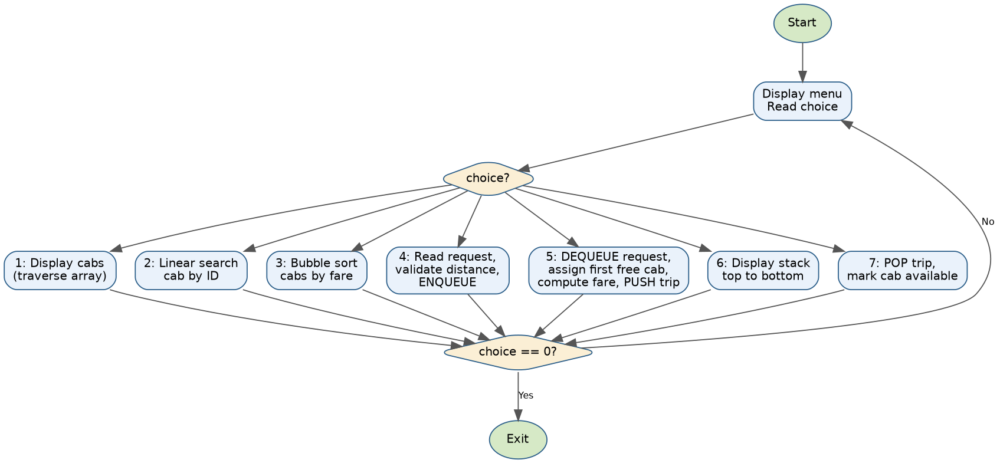 Start
Display menu
Read choice
choice?
No
1: Display cabs
(traverse array)
2: Linear search
cab by ID
3: Bubble sort
cabs by fare
4: Read request,
validate distance,
ENQUEUE
5: DEQUEUE request,
assign first free cab,
compute fare, PUSH trip
6: Display stack
top to bottom
7: POP trip,
mark cab available
choice == 0?
Yes
Exit